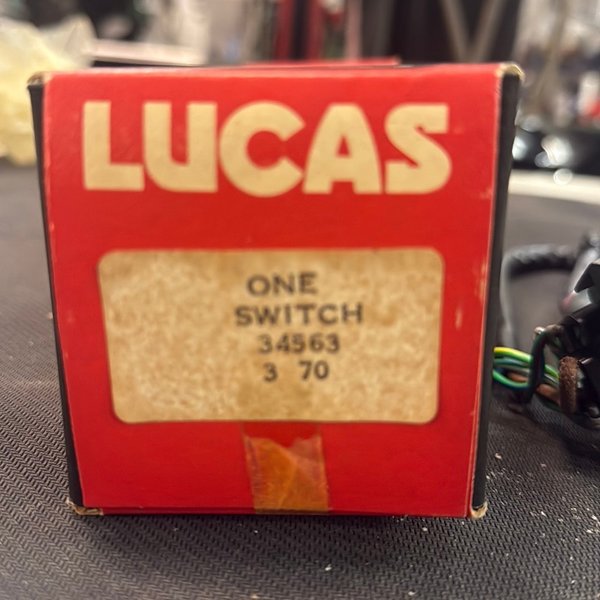 LUCAS
ONE
SWITCH
34563
3 70